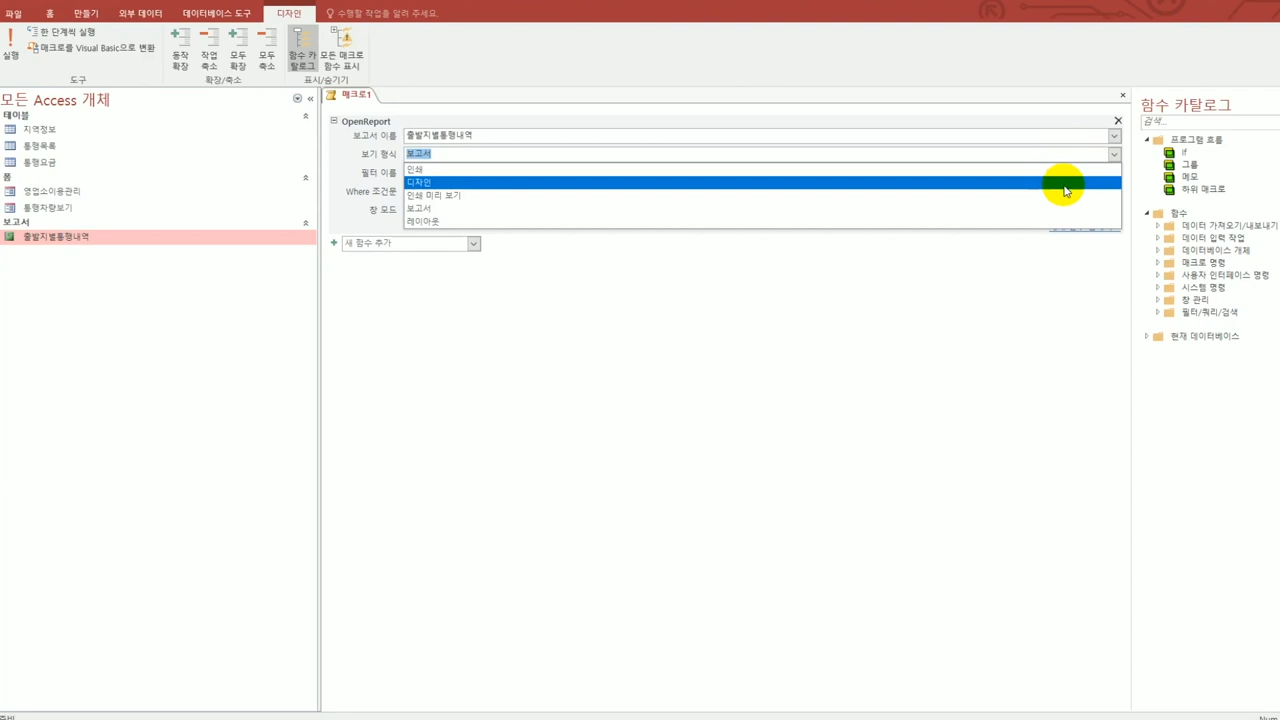 파일 홈 만들기 외부 데이터 데이터베이스 도구 디자인 수행할 작업을 알려 주세요.
실행
한 단계씩 실행
매크로를 Visual Basic으로 변환
동작 확장
작업 축소
모두 확장
모두 축소
함수 카탈로그
모든 매크로 함수 표시
도구 확장/축소 표시/숨기기
모든 Access 개체
테이블
지역정보
통행목록
통행요금
폼
영업소이용관리
통행차량보기
보고서
출발지별통행내역
매크로1
OpenReport
보고서 이름 출발지별통행내역
보기 형식 보고서
필터 이름
Where 조건문
창 모드
인쇄
디자인
인쇄 미리 보기
보고서
레이아웃
새 함수 추가
함수 카탈로그
검색...
프로그램 흐름
If
그룹
메모
하위 매크로
함수
데이터 가져오기/내보내기
데이터 입력 작업
데이터베이스 개체
매크로 명령
사용자 인터페이스 명령
시스템 명령
창 관리
필터/쿼리/검색
현재 데이터베이스
준비
Num